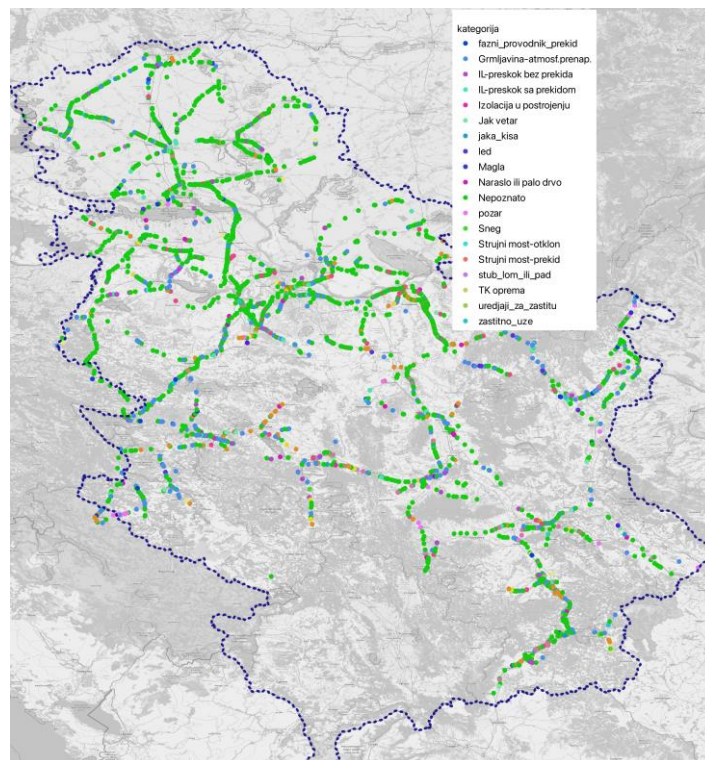 kategorija
fazni_provodnik_prekid
Grmljavina-atmosf.prenap.
IL-preskok bez prekida
IL-preskok sa prekidom
Izolacija u postrojenju
Jak vetar
jaka_kisa
led
Magla
Naraslo ili palo drvo
Nepoznato
pozar
Sneg
Strujni most-otklon
Strujni most-prekid
stub_lom_ili_pad
TK oprema
uredjaji_za_zastitu
zastitno_uze